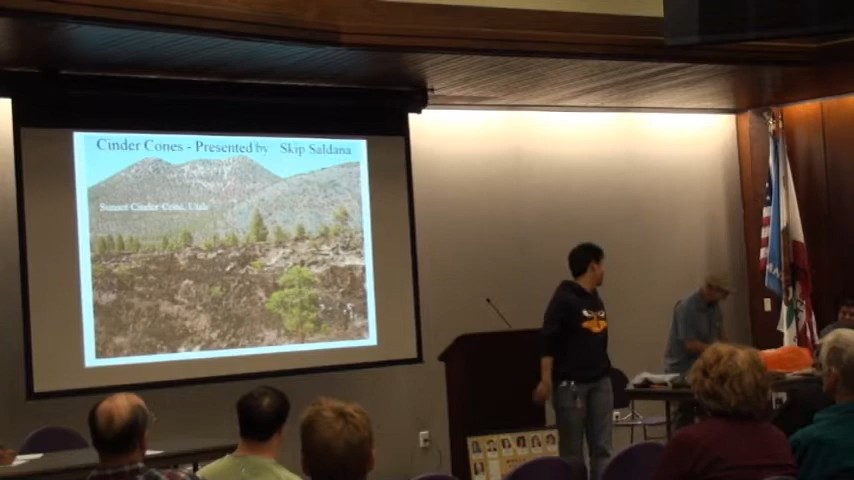 Cinder Cones - Presented by Skip Saldana
Sunset Cinder Cone, Utah